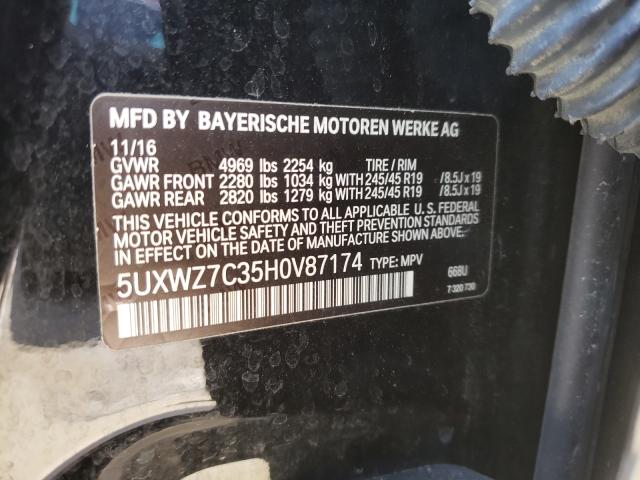 MFD BY BAYERISCHE MOTOREN WERKE AG
11/16
GVWR 4969 lbs 2254 kg TIRE / RIM
GAWR FRONT 2280 lbs 1034 kg WITH 245/45 R19 / 8.5J x 19
GAWR REAR 2820 lbs 1279 kg WITH 245/45 R19 / 8.5J x 19
THIS VEHICLE CONFORMS TO ALL APPLICABLE U. S. FEDERAL
MOTOR VEHICLE SAFETY AND THEFT PREVENTION STANDARDS
IN EFFECT ON THE DATE OF MANUFACTURE SHOWN ABOVE.
5UXWZ7C35H0V87174 TYPE: MPV 668U
7 320 730